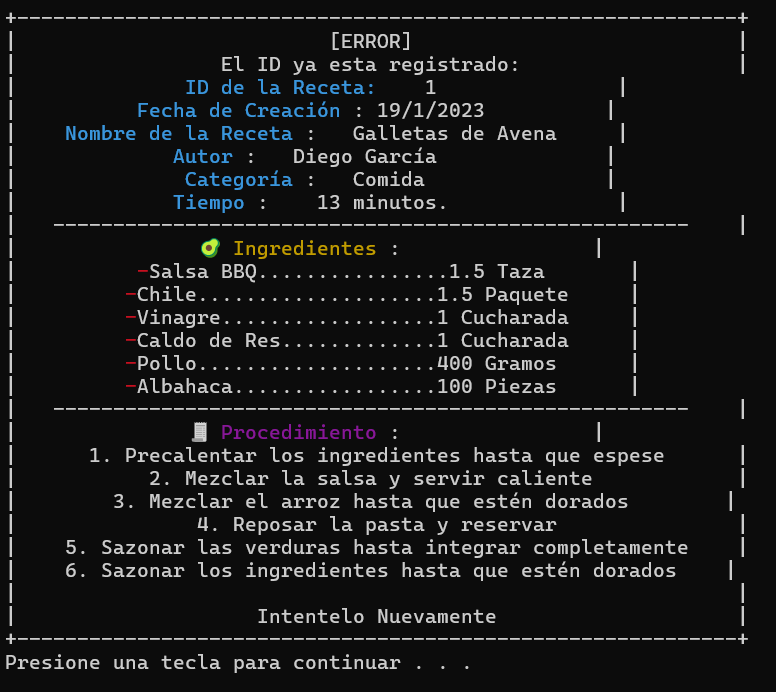 [ERROR]
El ID ya esta registrado:
ID de la Receta: 1
Fecha de Creación : 19/1/2023
Nombre de la Receta : Galletas de Avena
Autor : Diego García
Categoría : Comida
Tiempo : 13 minutos.
🥑 Ingredientes :
-Salsa BBQ................1.5 Taza
-Chile....................1.5 Paquete
-Vinagre..................1 Cucharada
-Caldo de Res.............1 Cucharada
-Pollo....................400 Gramos
-Albahaca.................100 Piezas
🧾 Procedimiento :
1. Precalentar los ingredientes hasta que espese
2. Mezclar la salsa y servir caliente
3. Mezclar el arroz hasta que estén dorados
4. Reposar la pasta y reservar
5. Sazonar las verduras hasta integrar completamente
6. Sazonar los ingredientes hasta que estén dorados
Intentelo Nuevamente
Presione una tecla para continuar . . .